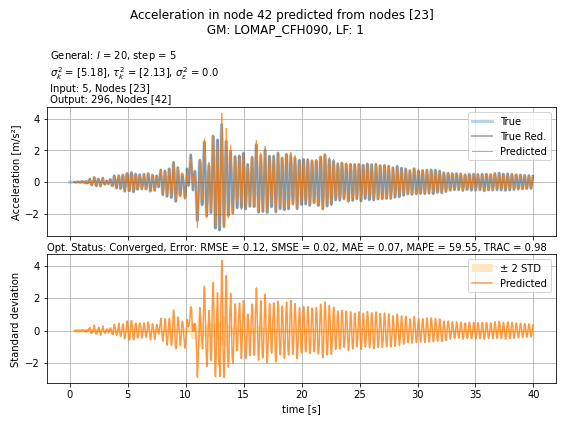 Acceleration in node 42 predicted from nodes [23]
GM: LOMAP_CFH090, LF: 1
General: l = 20, step = 5
σ²ₖ = [5.18], τ²ₖ = [2.13], σ²ε = 0.0
Input: 5, Nodes [23]
Output: 296, Nodes [42]
Acceleration [m/s²]
4
2
0
−2
True
True Red.
Predicted
Opt. Status: Converged, Error: RMSE = 0.12, SMSE = 0.02, MAE = 0.07, MAPE = 59.55, TRAC = 0.98
Standard deviation
4
2
0
−2
± 2 STD
Predicted
0 5 10 15 20 25 30 35 40
time [s]